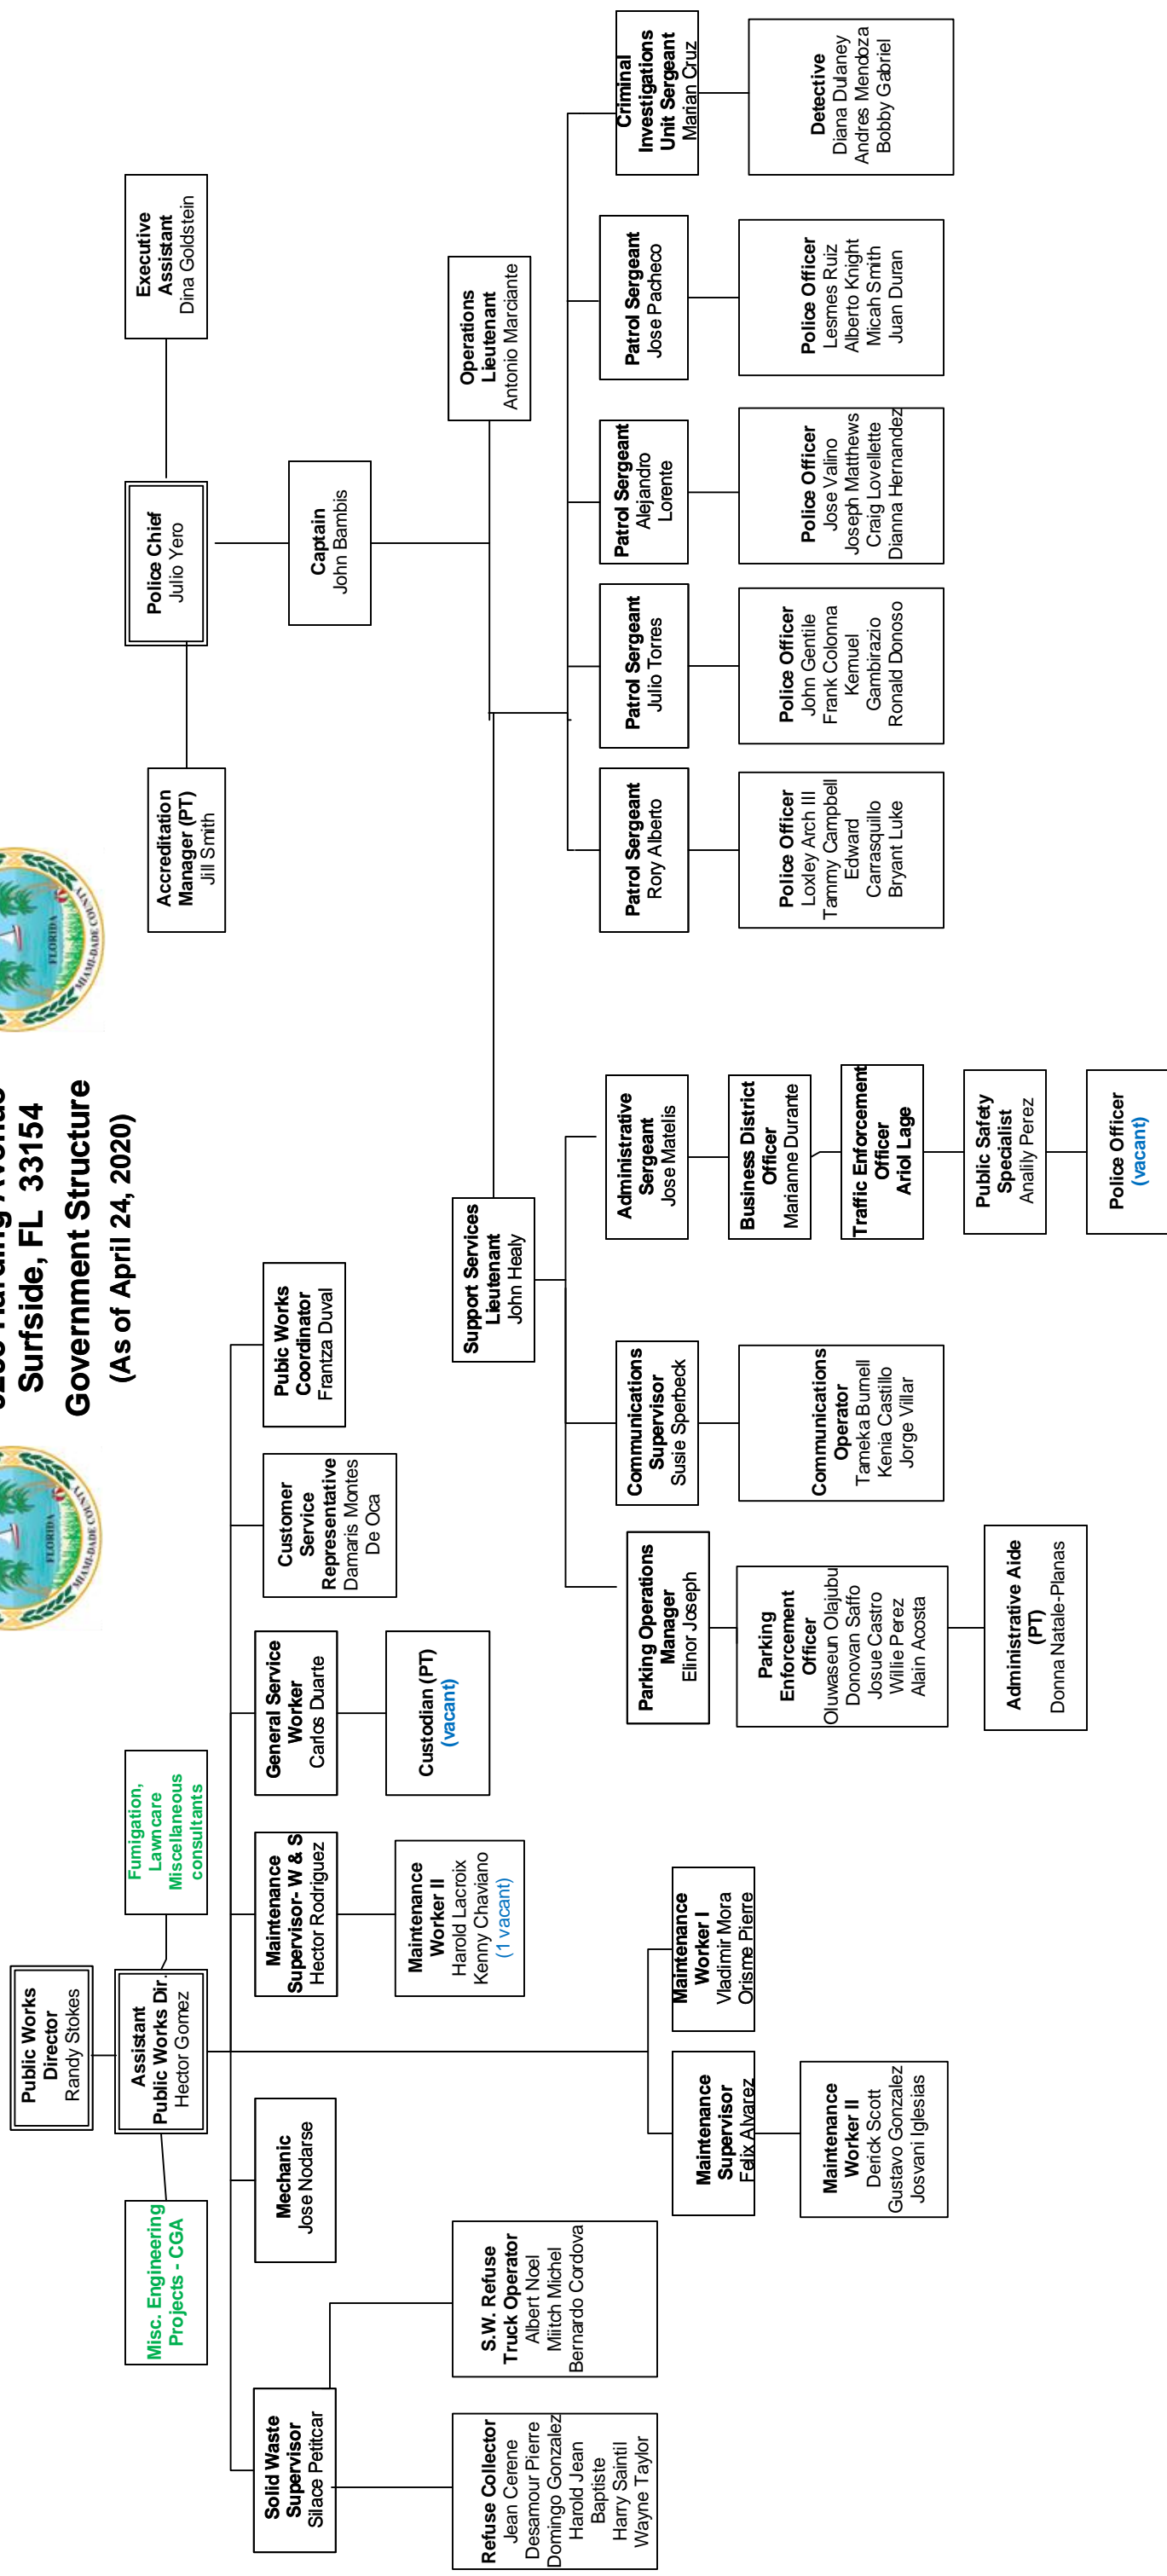 Surfside, FL 33154
Government Structure
(As of April 24, 2020)
FLORIDA
MIAMI-DADE COUNTY
FLORIDA
MIAMI-DADE COUNTY
Public Works
Director
Randy Stokes
Misc. Engineering
Projects - CGA
Assistant
Public Works Dir.
Hector Gomez
Fumigation,
Lawncare
Miscellaneous
consultants
Solid Waste
Supervisor
Silace Petitcar
Mechanic
Jose Nodarse
Maintenance
Supervisor- W & S
Hector Rodriguez
General Service
Worker
Carlos Duarte
Customer
Service
Representative
Damaris Montes
De Oca
Pubic Works
Coordinator
Frantza Duval
Maintenance
Worker II
Harold Lacroix
Kenny Chaviano
(1 vacant)
Custodian (PT)
(vacant)
Refuse Collector
Jean Cerene
Desamour Pierre
Domingo Gonzalez
Harold Jean
Baptiste
Harry Saintil
Wayne Taylor
S.W. Refuse
Truck Operator
Albert Noel
Miitch Michel
Bernardo Cordova
Maintenance
Supervisor
Felix Alvarez
Maintenance
Worker I
Vladimir Mora
Orisme Pierre
Maintenance
Worker II
Derick Scott
Gustavo Gonzalez
Josvani Iglesias
Accreditation
Manager (PT)
Jill Smith
Police Chief
Julio Yero
Executive
Assistant
Dina Goldstein
Captain
John Bambis
Support Services
Lieutenant
John Healy
Operations
Lieutenant
Antonio Marciante
Parking Operations
Manager
Elinor Joseph
Communications
Supervisor
Susie Sperbeck
Administrative
Sergeant
Jose Matelis
Parking
Enforcement
Officer
Oluwaseun Olajubu
Donovan Saffo
Josue Castro
Willie Perez
Alain Acosta
Communications
Operator
Tameka Burnell
Kenia Castillo
Jorge Villar
Business District
Officer
Marianne Durante
Traffic Enforcement
Officer
Ariol Lage
Administrative Aide
(PT)
Donna Natale-Planas
Public Safety
Specialist
Analily Perez
Police Officer
(vacant)
Patrol Sergeant
Rory Alberto
Patrol Sergeant
Julio Torres
Patrol Sergeant
Alejandro
Lorente
Patrol Sergeant
Jose Pacheco
Criminal
Investigations
Unit Sergeant
Marian Cruz
Police Officer
Loxley Arch III
Tammy Campbell
Edward
Carrasquillo
Bryant Luke
Police Officer
John Gentile
Frank Colonna
Kemuel
Gambirazio
Ronald Donoso
Police Officer
Jose Valino
Joseph Matthews
Craig Lovellette
Dianna Hernandez
Police Officer
Lesmes Ruiz
Alberto Knight
Micah Smith
Juan Duran
Detective
Diana Dulaney
Andres Mendoza
Bobby Gabriel